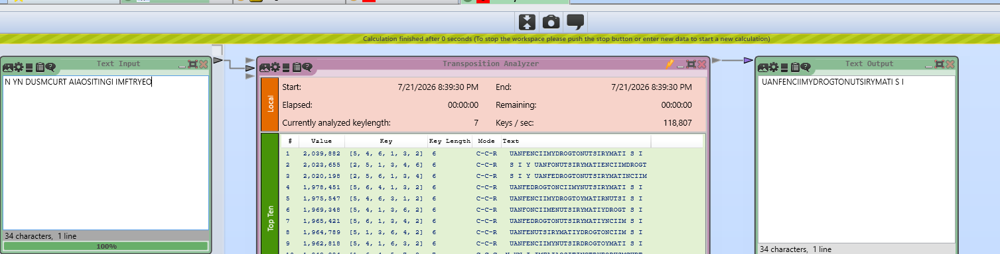 Calculation finished after 0 seconds (To stop the workspace please push the stop button or enter new data to start a new calculation)
Text Input
N YN DUSMCURT AIAOSITINGI IMFTRYEO
34 characters, 1 line
100%
Transposition Analyzer
Local
Start: 7/21/2026 8:39:30 PM End: 7/21/2026 8:39:30 PM
Elapsed: 00:00:00 Remaining: 00:00:00
Currently analyzed keylength: 7 Keys / sec: 118,807
Top Ten
# Value Key Key Length Mode Text
1 2,039,882 [5, 4, 6, 1, 3, 2] 6 C-C-R UANFENCIIMYDROGTONUTSIRYMATI S I
2 2,023,655 [2, 5, 1, 3, 4, 6] 6 C-C-R S I Y UANFONUTSIRYMATIENCIIMDROGT
3 2,020,198 [2, 5, 6, 1, 3, 4] 6 C-C-R S I Y UANFEDROGTONUTSIRYMATINCIIM
4 1,978,451 [5, 6, 4, 1, 3, 2] 6 C-C-R UANFEDROGTONCIIMYNUTSIRYMATI S I
5 1,975,547 [5, 4, 6, 3, 1, 2] 6 C-C-R UANFENCIIMYDROGTOYMATIRNUTSI S I
6 1,969,348 [5, 4, 1, 3, 6, 2] 6 C-C-R UANFONCIIMENUTSIRYMATIYDROGT S I
7 1,965,421 [5, 6, 1, 3, 4, 2] 6 C-C-R UANFEDROGTONUTSIRYMATIYNCIIM S I
8 1,964,789 [5, 1, 3, 6, 4, 2] 6 C-C-R UANFENUTSIRYMATIYDROGTONCIIM S I
9 1,962,818 [5, 4, 1, 6, 3, 2] 6 C-C-R UANFENCIIMYNUTSIRDROGTOYMATI S I
Text Output
UANFENCIIMYDROGTONUTSIRYMATI S I
34 characters, 1 line